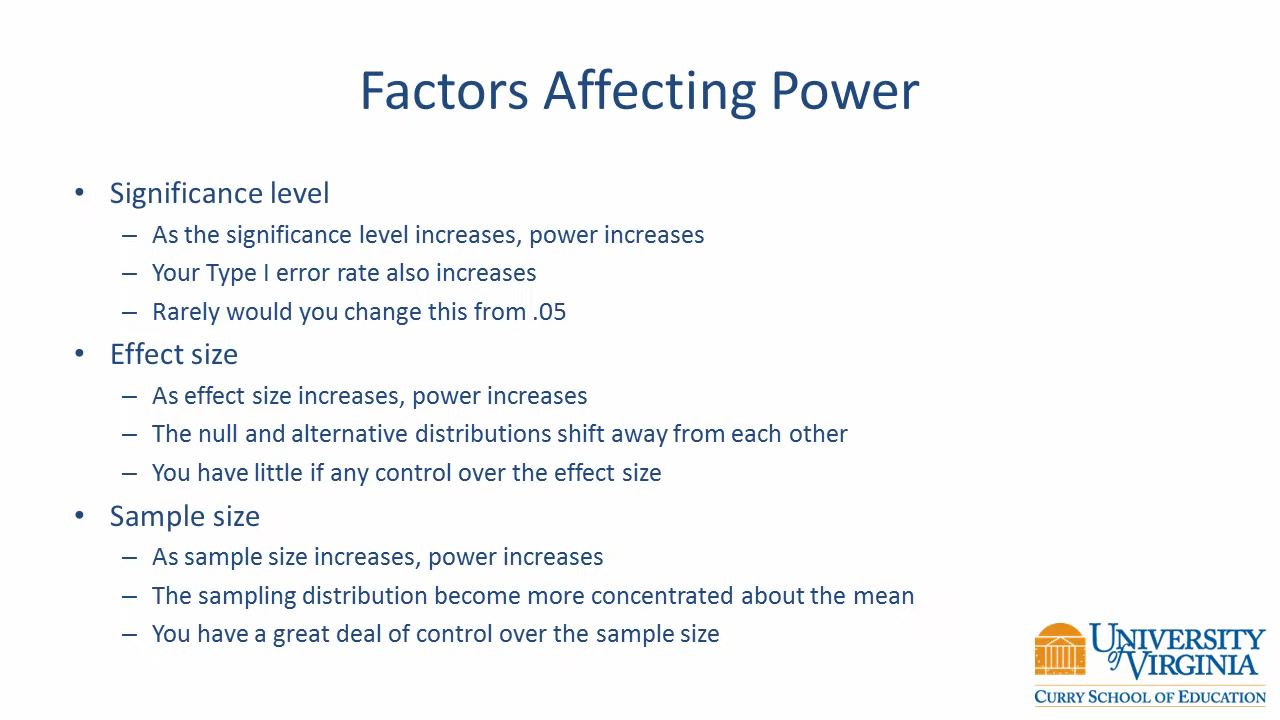 Factors Affecting Power
• Significance level
– As the significance level increases, power increases
– Your Type I error rate also increases
– Rarely would you change this from .05
• Effect size
– As effect size increases, power increases
– The null and alternative distributions shift away from each other
– You have little if any control over the effect size
• Sample size
– As sample size increases, power increases
– The sampling distribution become more concentrated about the mean
– You have a great deal of control over the sample size
UNIVERSITY
of VIRGINIA
CURRY SCHOOL OF EDUCATION